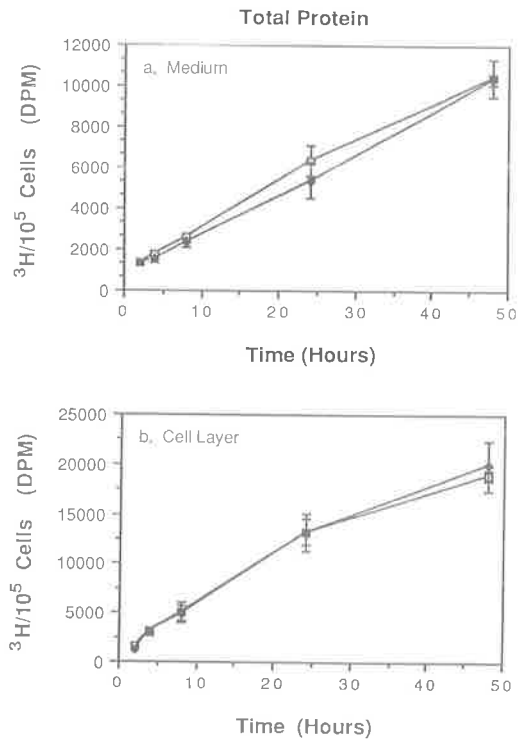 Total Protein
12000
10000
8000
6000
4000
2000
0
³H/10⁵ Cells (DPM)
a. Medium
0 10 20 30 40 50
Time (Hours)
25000
20000
15000
10000
5000
0
³H/10⁵ Cells (DPM)
b. Cell Layer
0 10 20 30 40 50
Time (Hours)